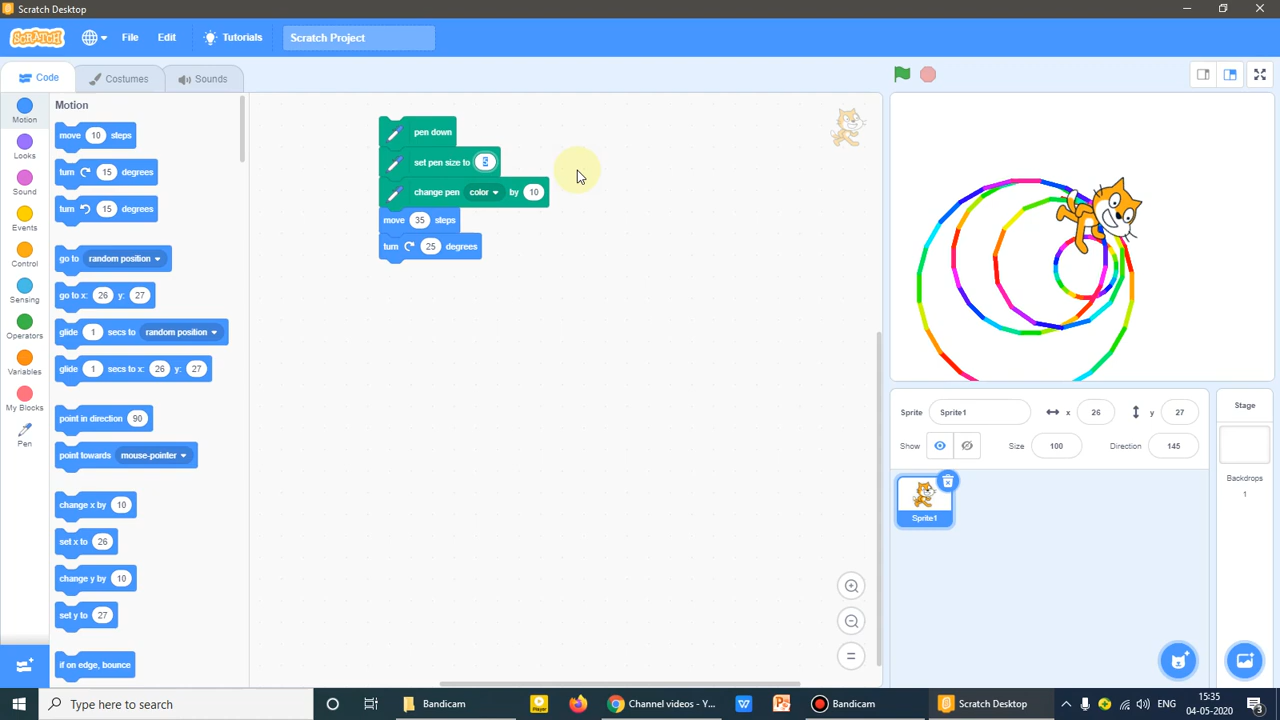 Scratch Desktop
SCRATCH File Edit Tutorials Scratch Project
Code Costumes Sounds
Motion
Looks
Sound
Events
Control
Sensing
Operators
Variables
My Blocks
Pen
Motion
move 10 steps
turn 15 degrees
turn 15 degrees
go to random position
go to x: 26 y: 27
glide 1 secs to random position
glide 1 secs to x: 26 y: 27
point in direction 90
point towards mouse-pointer
change x by 10
set x to 26
change y by 10
set y to 27
if on edge, bounce
pen down
set pen size to
change pen color by 10
move 35 steps
turn 25 degrees
Sprite Sprite1 x 26 y 27
Show Size 100 Direction 145
Sprite1
Stage
Backdrops
1
Type here to search
Bandicam
Channel videos - Y...
Bandicam
Scratch Desktop
ENG
15:35
04-05-2020
3